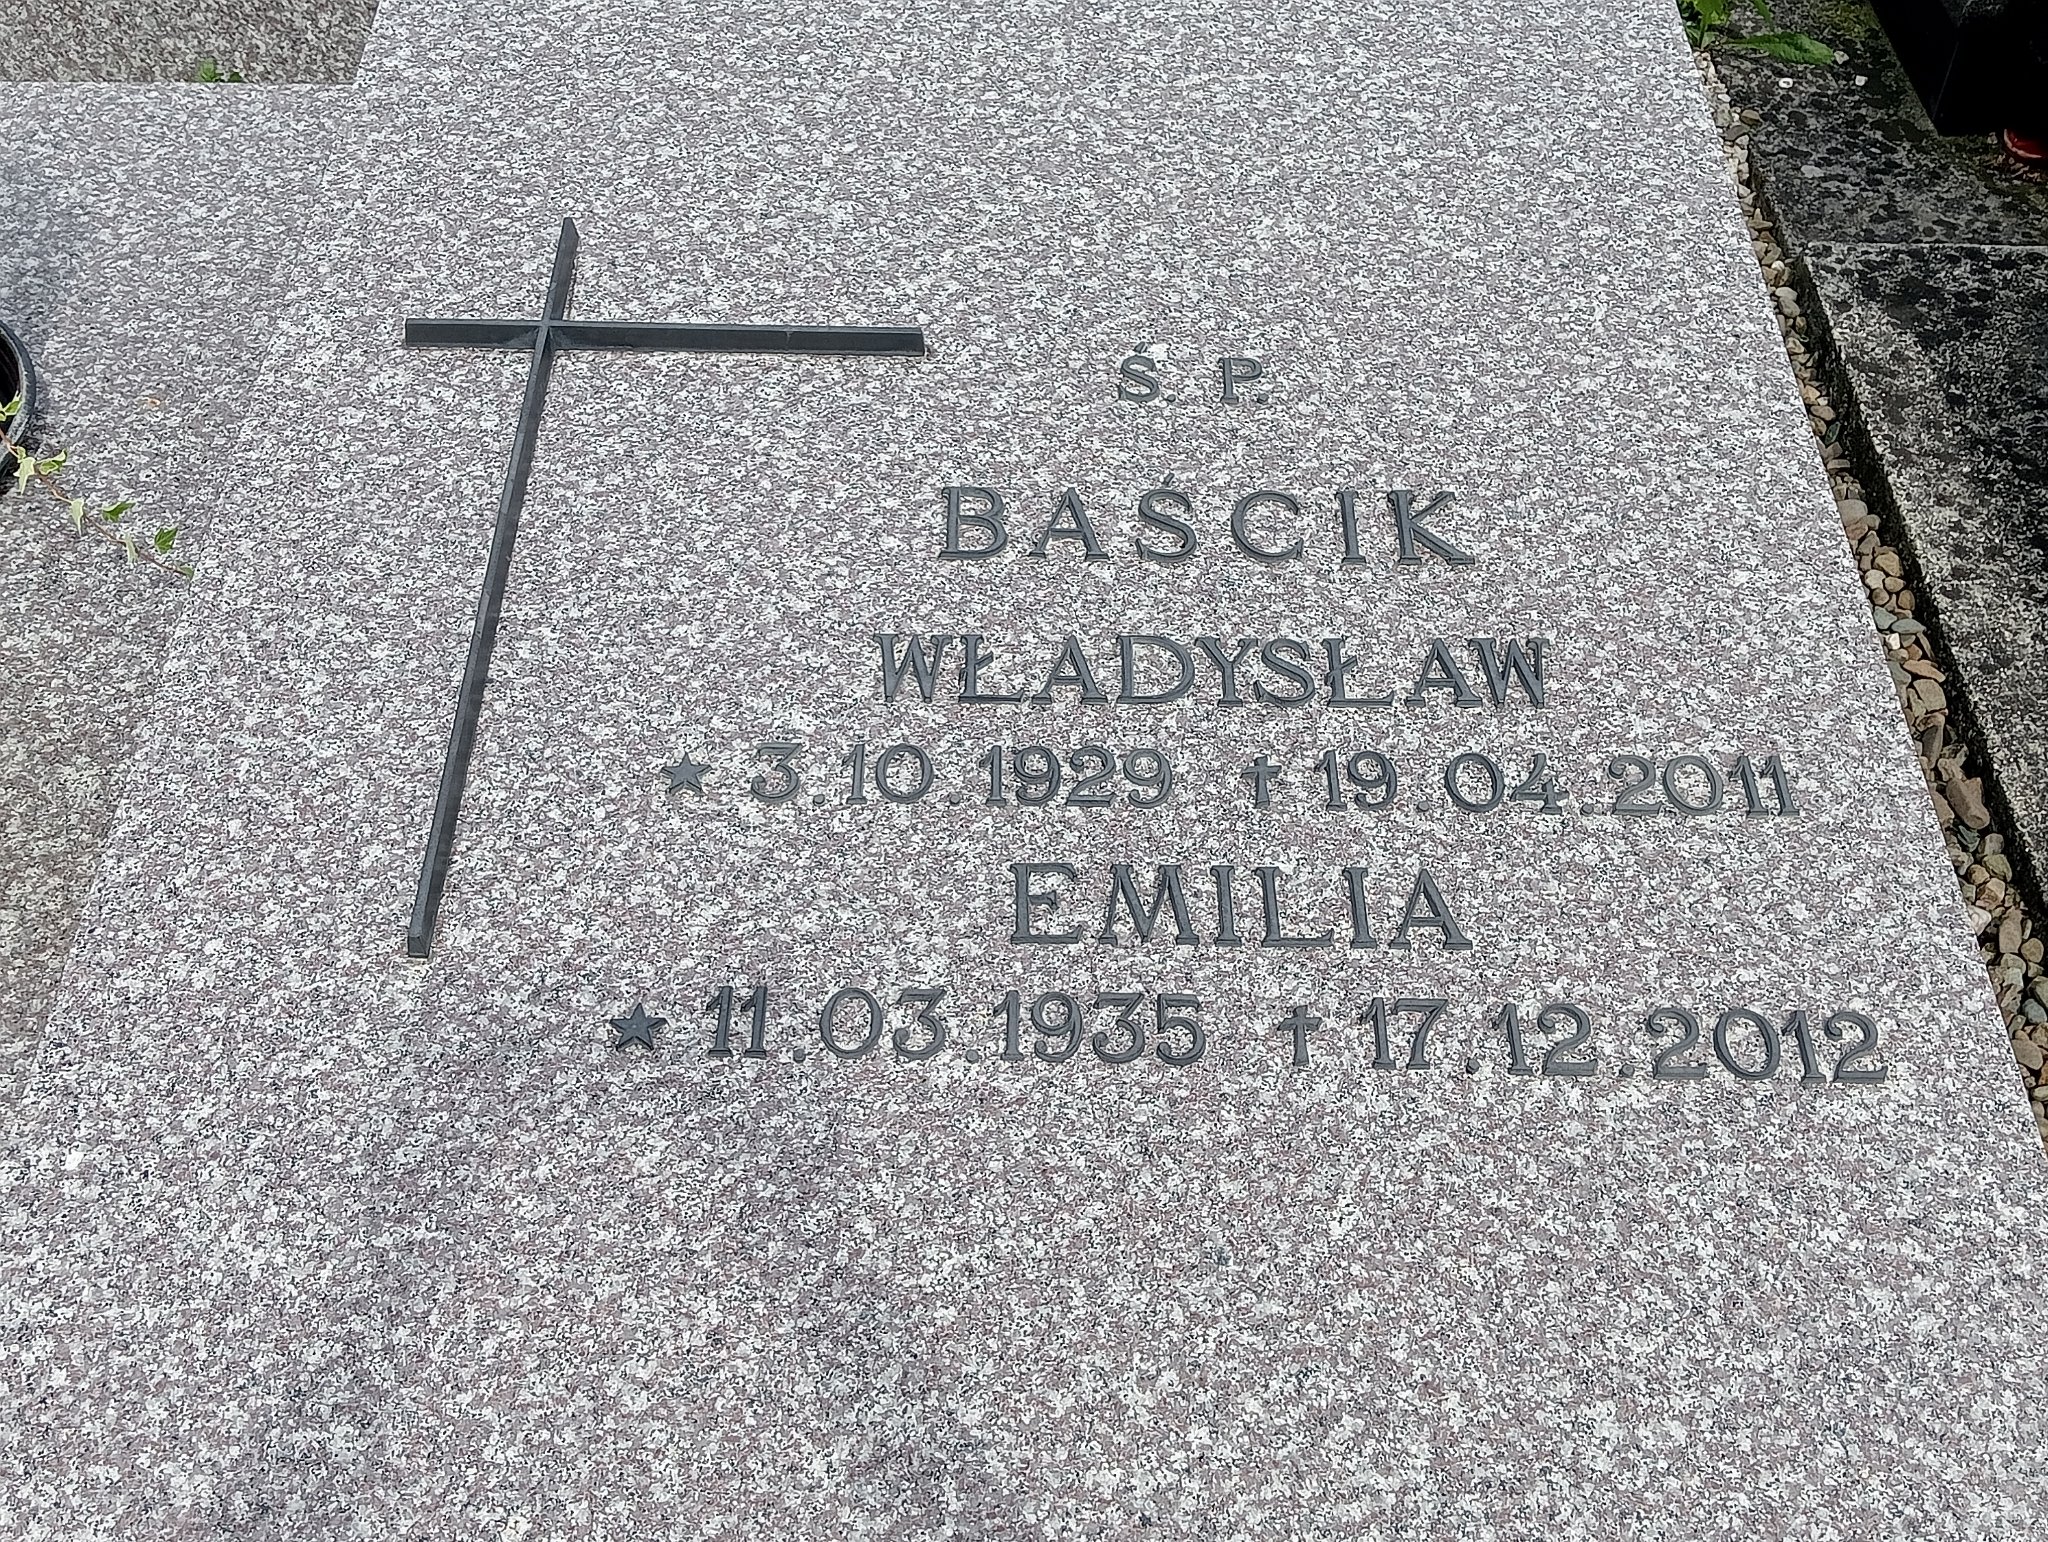 Ś. P.
BAŚCIK
WŁADYSŁAW
★ 3.10.1929 ✝ 19.04.2011
EMILIA
★ 11.03.1935 ✝ 17.12.2012